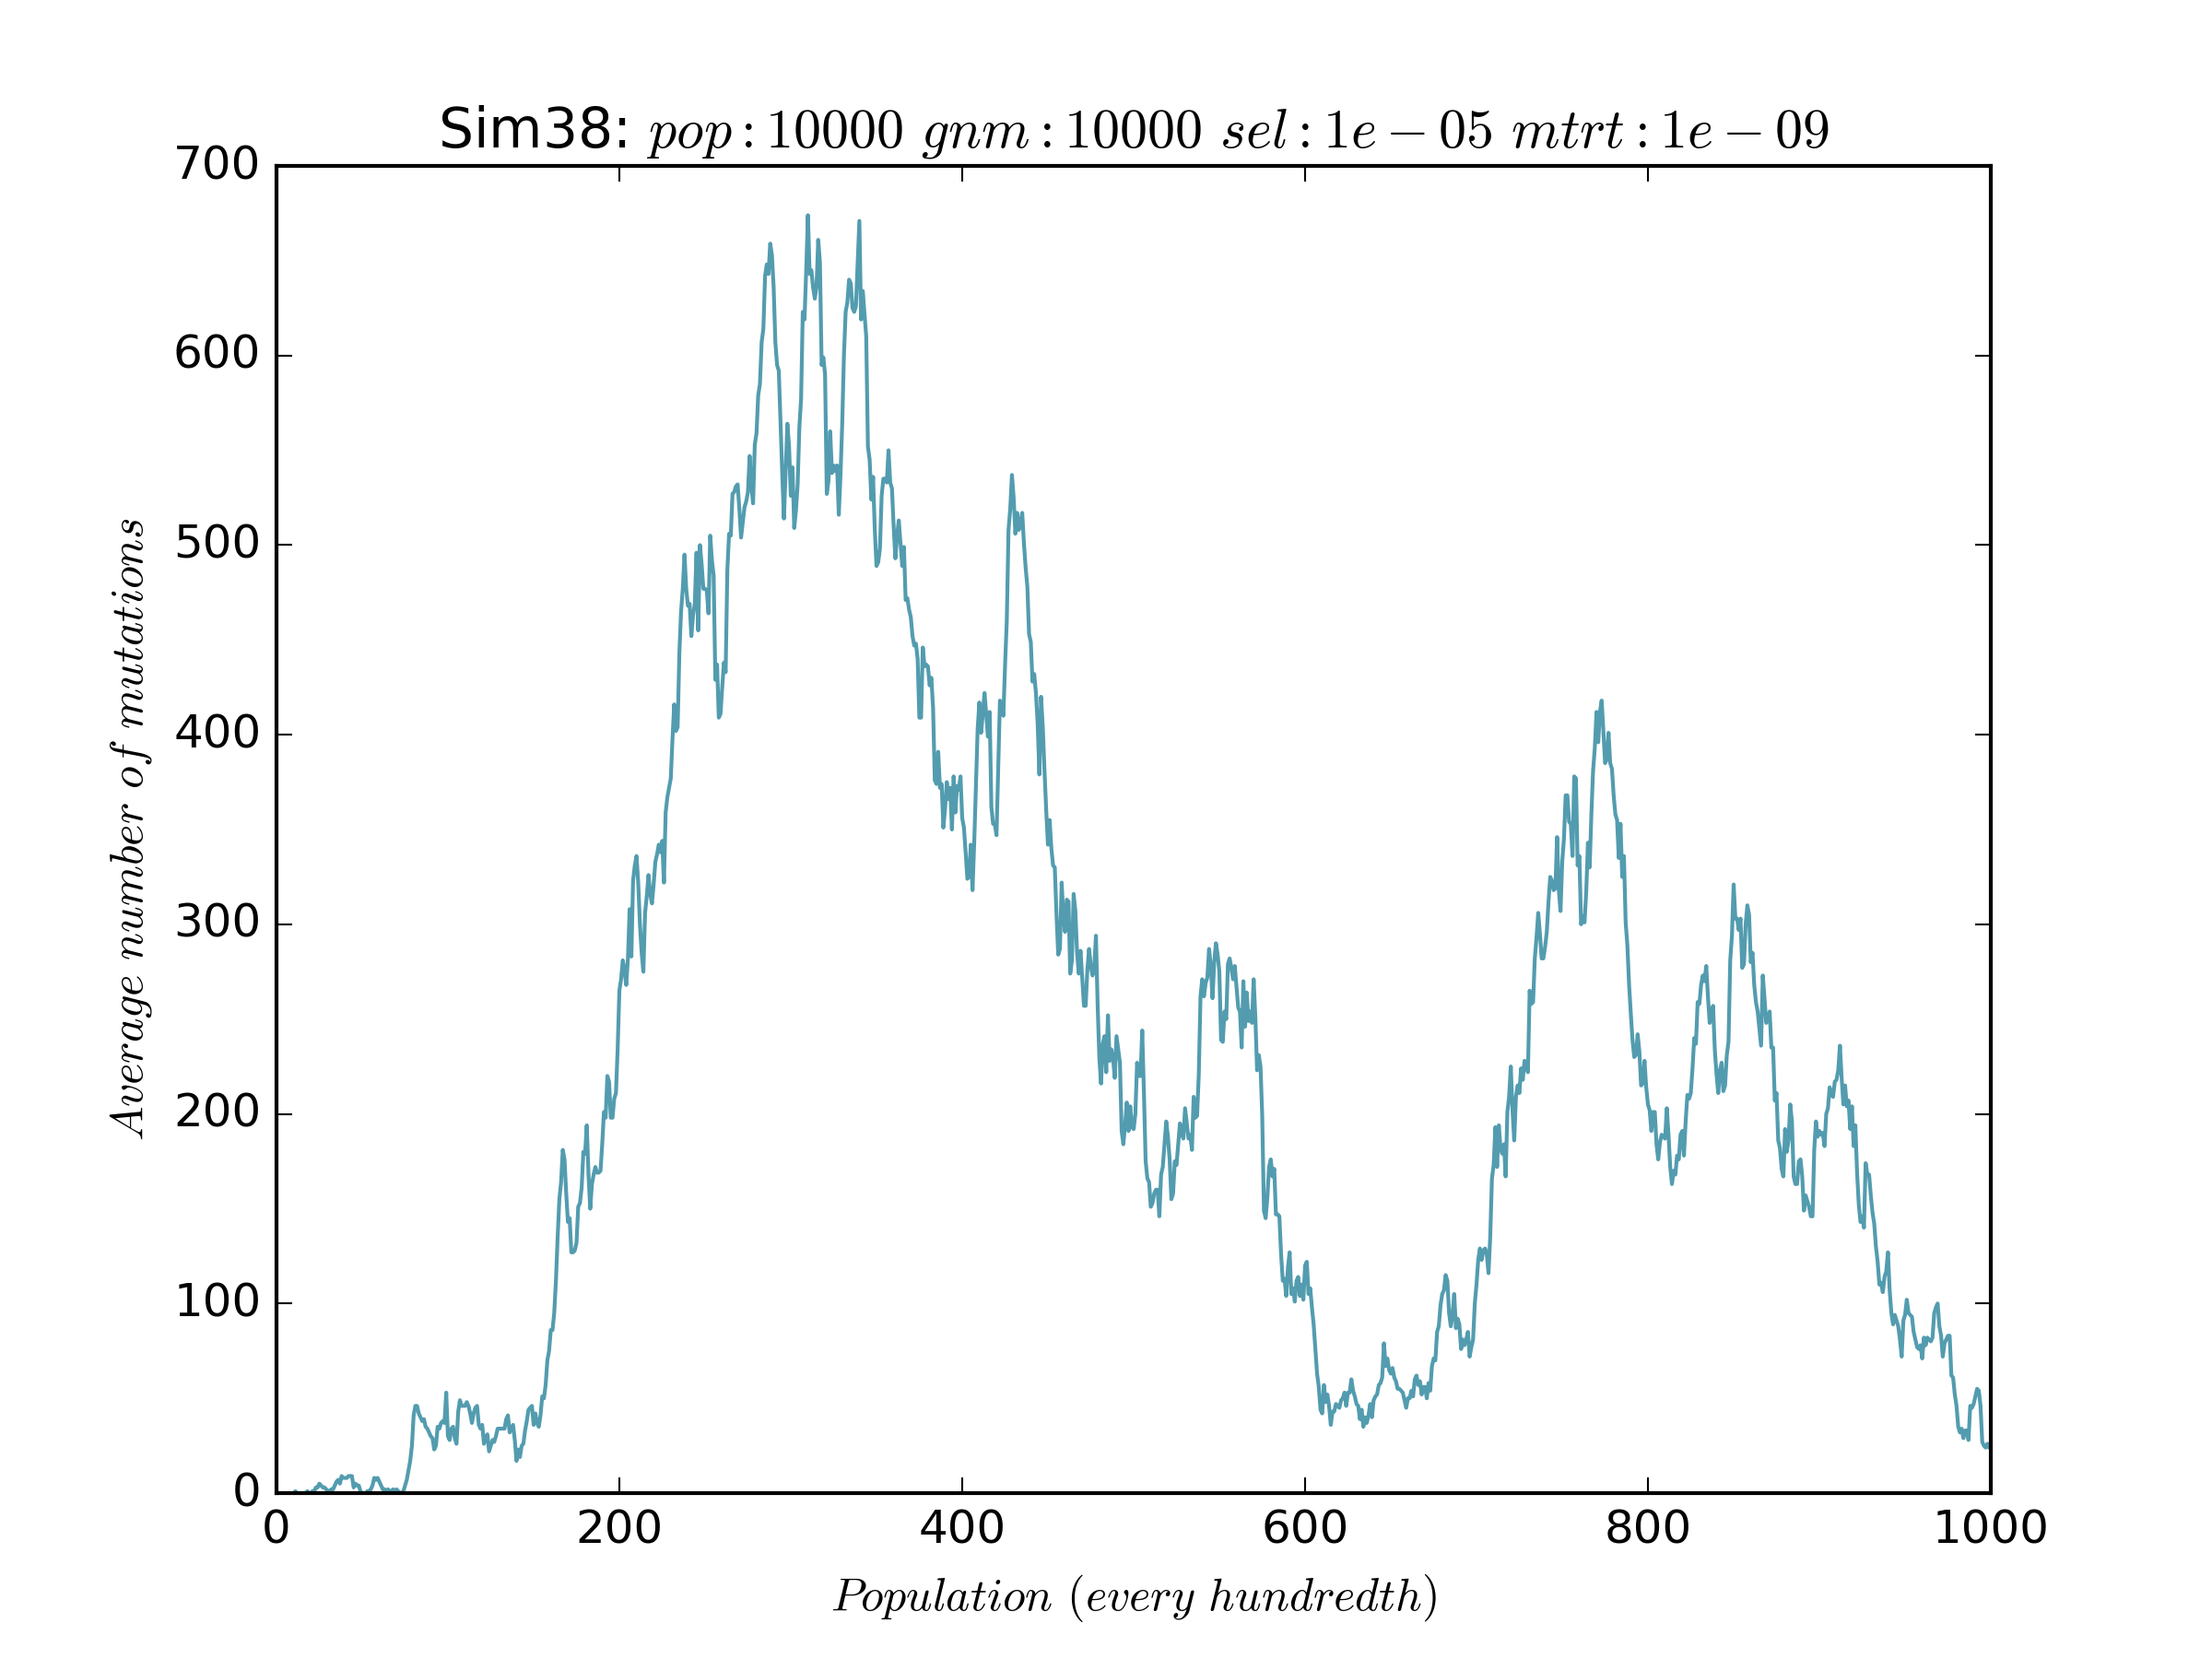 Sim38: pop : 10000 gnm : 10000 sel : 1e − 05 mtrt : 1e − 09
700
600
500
400
300
200
100
0
Average number of mutations
0 200 400 600 800 1000
Population (every hundredth)